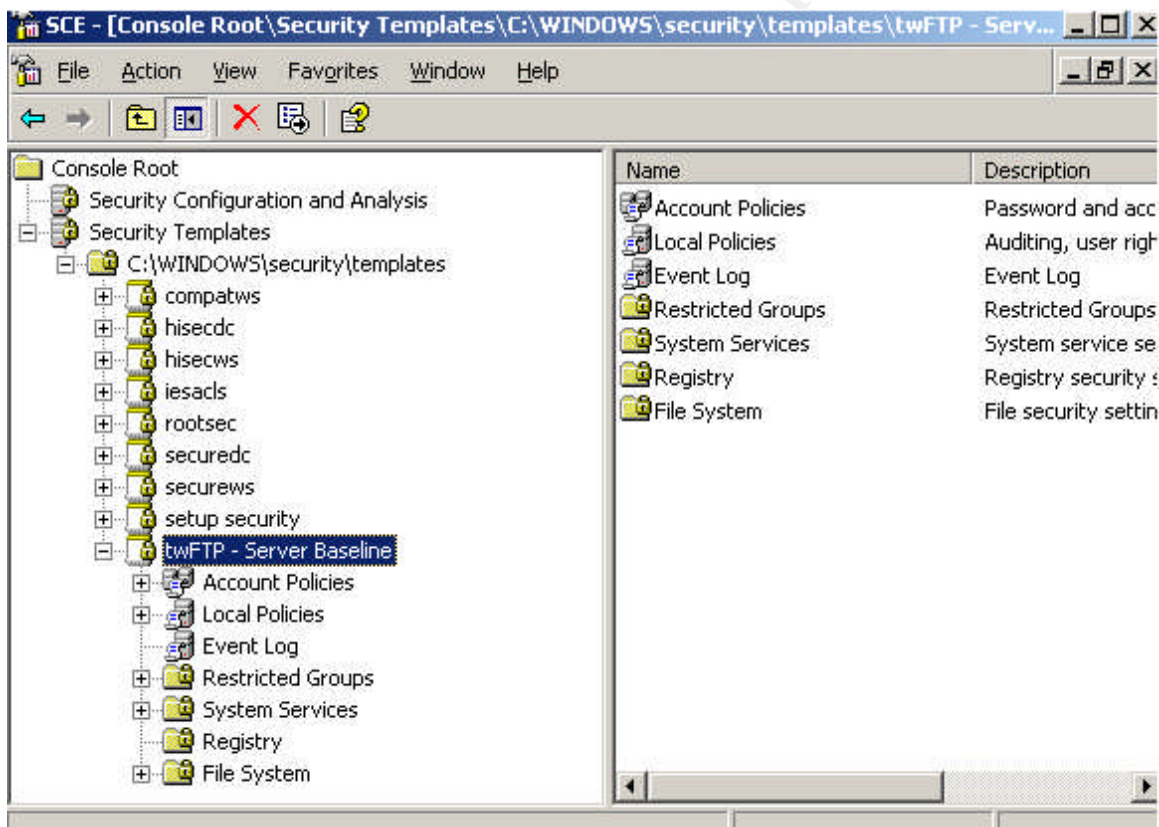 SCE - [Console Root\Security Templates\C:\WINDOWS\security\templates\twFTP - Serv...
File Action View Favorites Window Help
Console Root
Security Configuration and Analysis
Security Templates
C:\WINDOWS\security\templates
compatws
hisecdc
hisecws
iesacls
rootsec
securedc
securews
setup security
twFTP - Server Baseline
Account Policies
Local Policies
Event Log
Restricted Groups
System Services
Registry
File System
Name Description
Account Policies Password and acc
Local Policies Auditing, user righ
Event Log Event Log
Restricted Groups Restricted Groups
System Services System service se
Registry Registry security s
File System File security settin